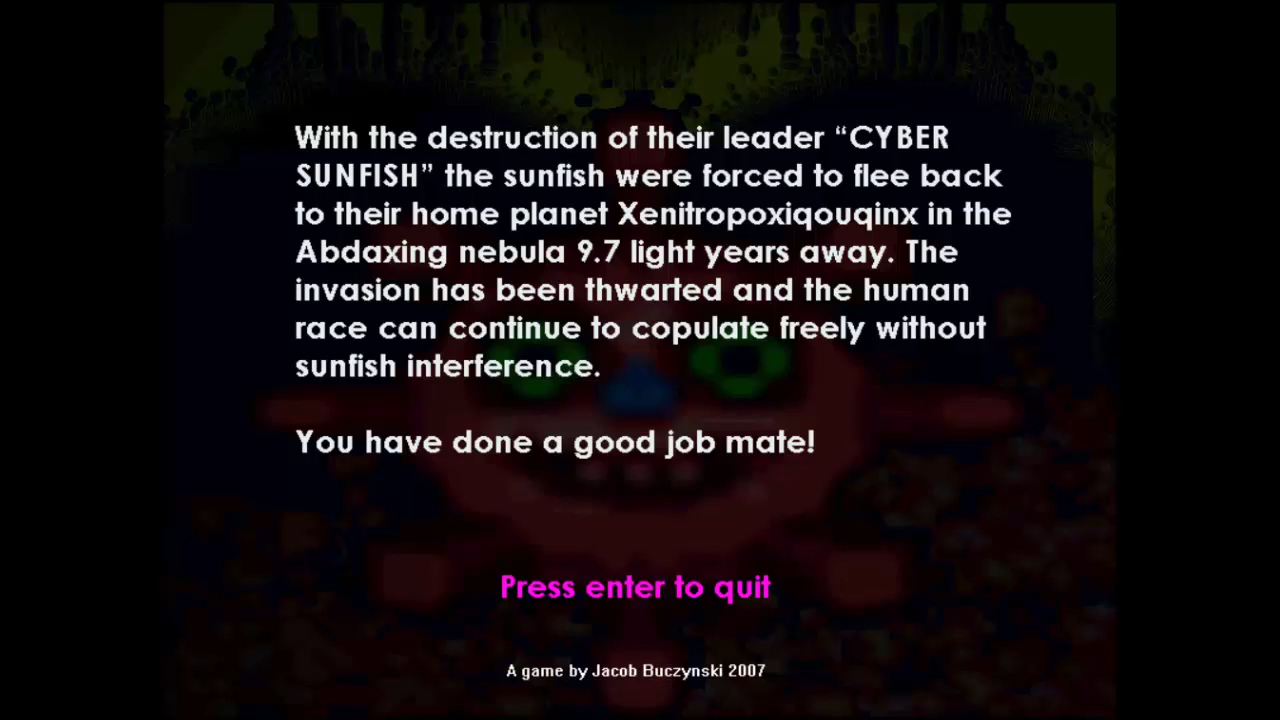 With the destruction of their leader “CYBER
SUNFISH” the sunfish were forced to flee back
to their home planet Xenitropoxiqouqinx in the
Abdaxing nebula 9.7 light years away. The
invasion has been thwarted and the human
race can continue to copulate freely without
sunfish interference.
You have done a good job mate!
Press enter to quit
A game by Jacob Buczynski 2007